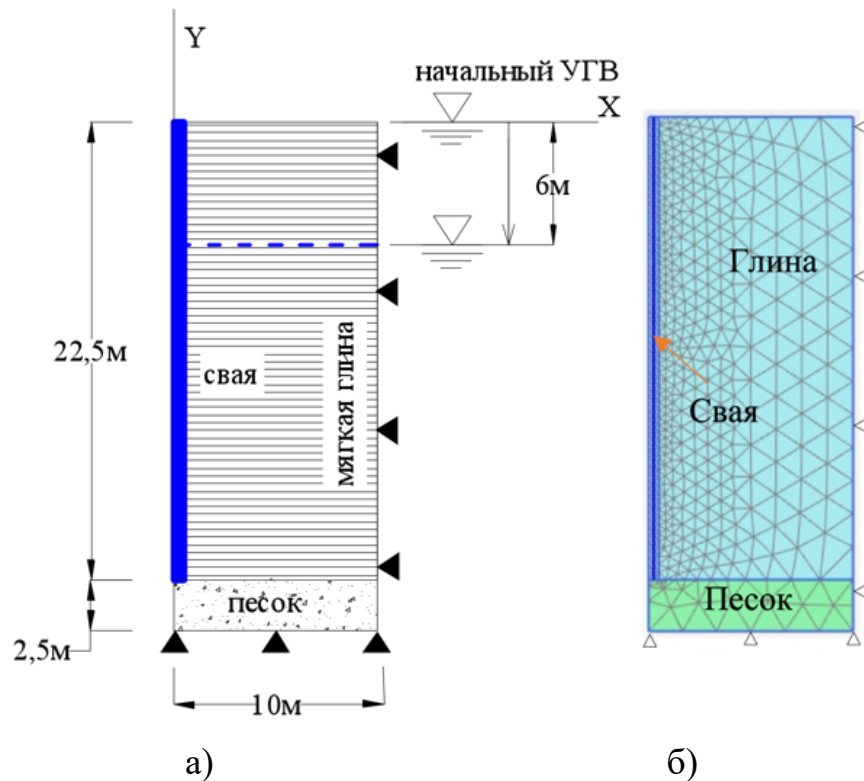 Y
начальный УГВ
X
6м
22,5м
свая
мягкая глина
песок
2,5м
10м
а)
Глина
Свая
Песок
б)